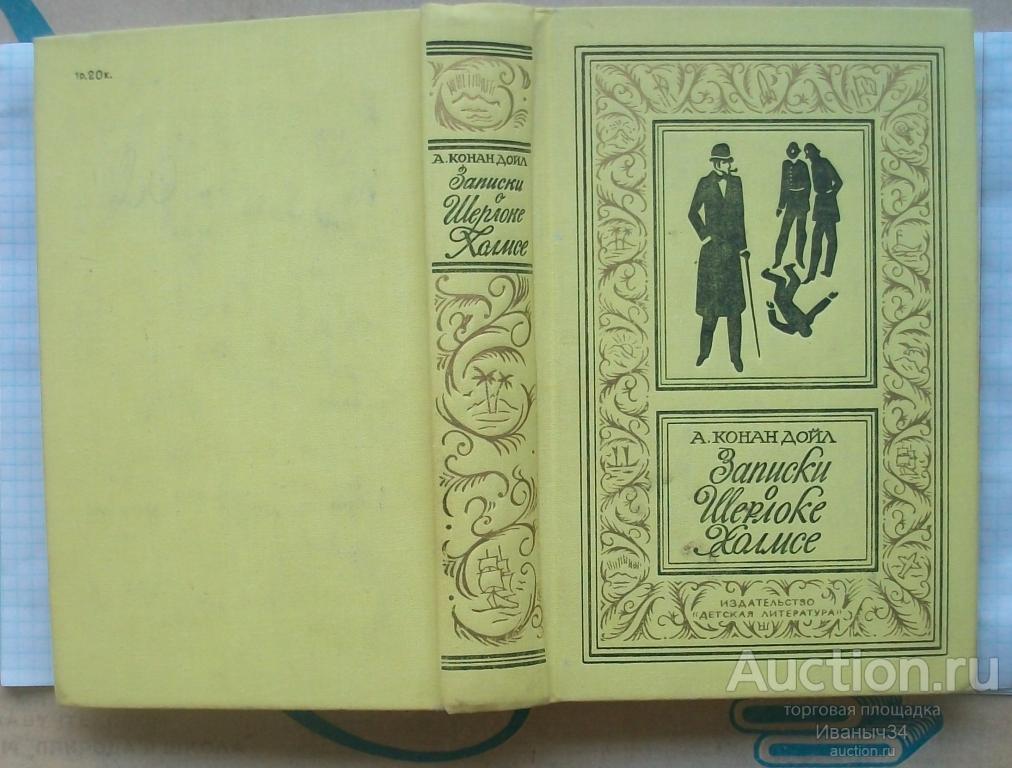 1р.20к.
А. КОНАН ДОЙЛ
Записки
о
Шерлоке
Холмсе
А. КОНАН ДОЙЛ
Записки
о
Шерлоке
Холмсе
ИЗДАТЕЛЬСТВО
"ДЕТСКАЯ ЛИТЕРАТУРА"
Auction.ru
торговая площадка
Иваныч34
auction.ru